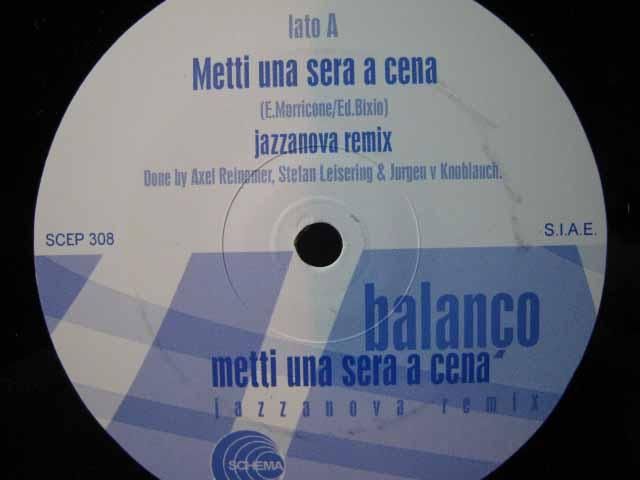 lato A
Metti una sera a cena
(E.Morricone/Ed.Bixio)
jazzanova remix
Done by Axel Reinemer, Stefan Leisering & Jurgen v Knoblauch.
SCEP 308
S.I.A.E.
balanço
metti una sera a cena"
jazzanova remix
SCHEMA